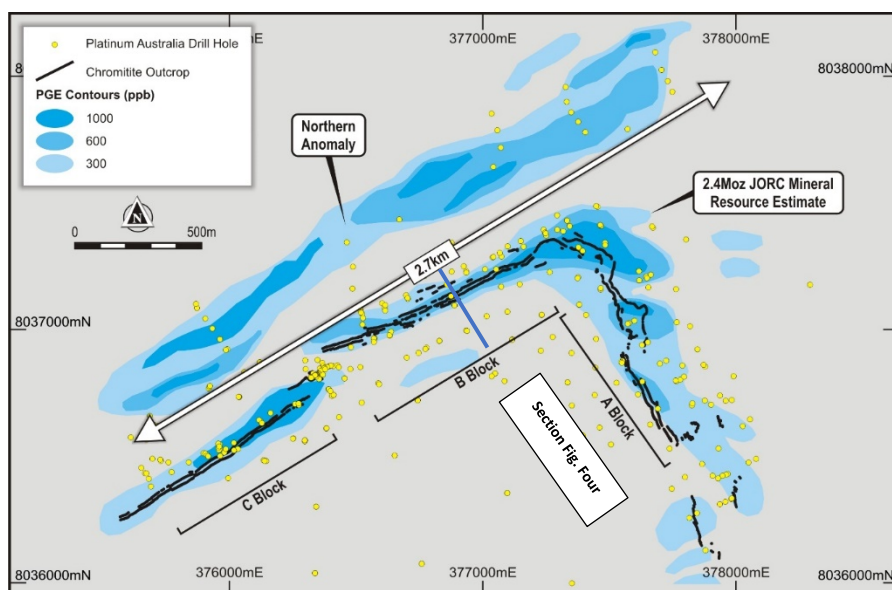 377000mE
378000mE
Platinum Australia Drill Hole
Chromitite Outcrop
PGE Contours (ppb)
1000
600
300
N
0
500m
8038000mN
Northern
Anomaly
2.4Moz JORC Mineral
Resource Estimate
2.7km
8037000mN
8037000mN
B Block
A Block
Section Fig. Four
C Block
8036000mN
376000mE
377000mE
378000mE
8036000mN